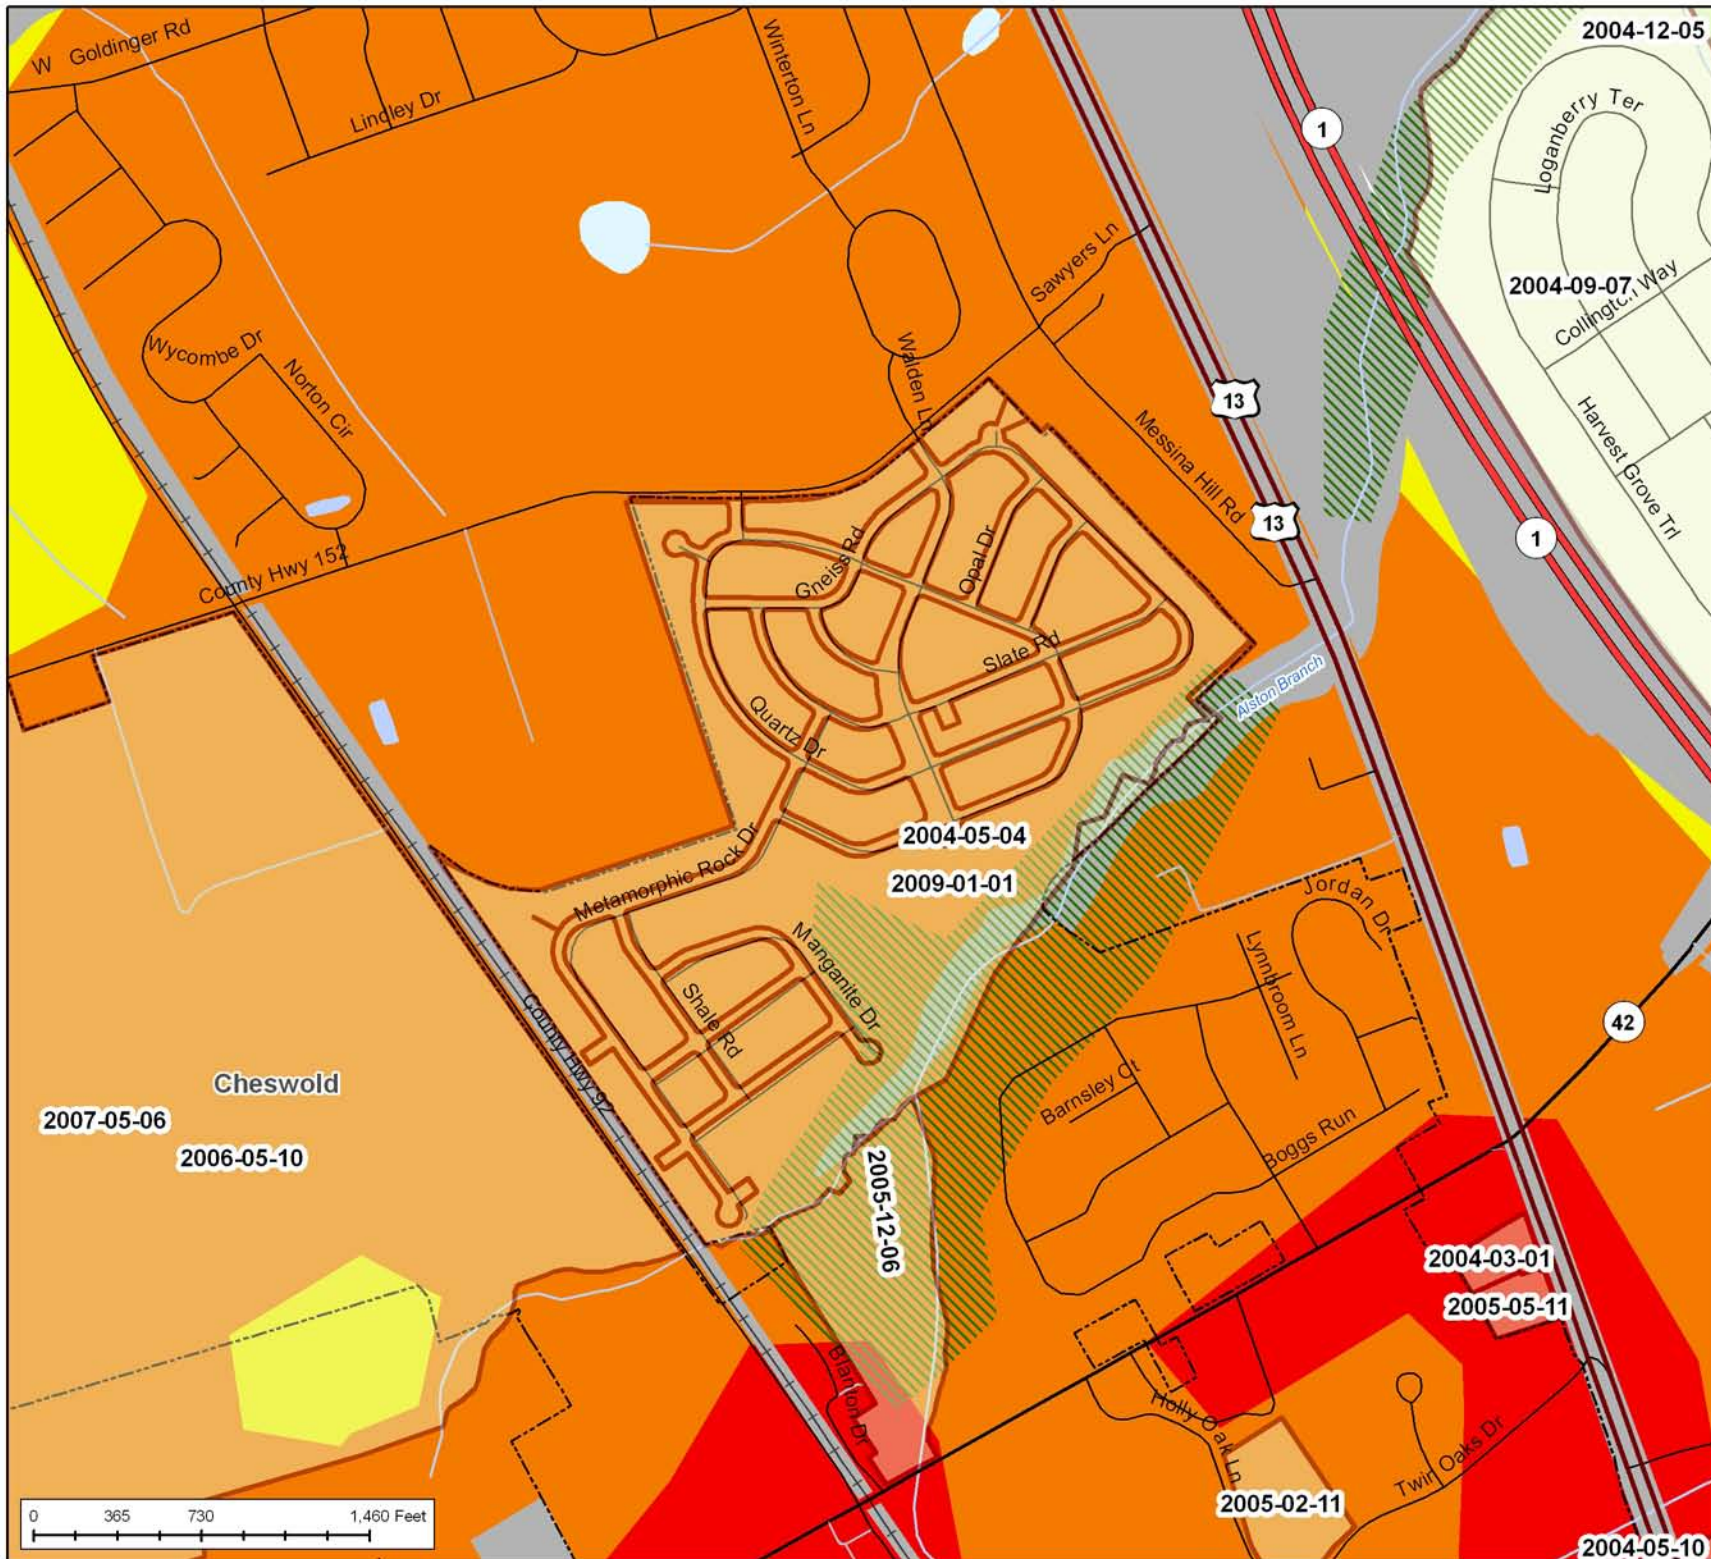 2004-12-05
W Goldinger Rd
Lindley Dr
Winterton Ln
1
Loganberry Ter
Sawyers Ln
2004-09-07
Collington Way
Wycombe Dr
Norton Cir
Walden Ln
13
Harvest Grove Trl
Messina Hill Rd
13
1
County Hwy 152
Gneiss Rd
Opal Dr
Slate Rd
Alston Branch
Quartz Dr
2004-05-04
Metamorphic Rock Dr
2009-01-01
Jordan Dr
Manganite Dr
Lynnbroom Ln
Shale Rd
County Hwy 92
42
Cheswold
Barnsley Ct
2007-05-06
Boggs Run
2006-05-10
2005-12-06
2004-03-01
2005-05-11
Blanton Dr
Holly Oak Ln
Twin Oaks Dr
2005-02-11
0 365 730 1,460 Feet
2004-05-10